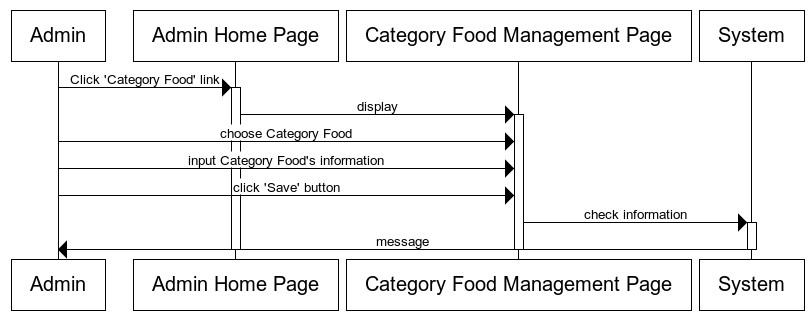 Admin
Admin Home Page
Category Food Management Page
System
Click 'Category Food' link
display
choose Category Food
input Category Food's information
click 'Save' button
check information
message
Admin
Admin Home Page
Category Food Management Page
System